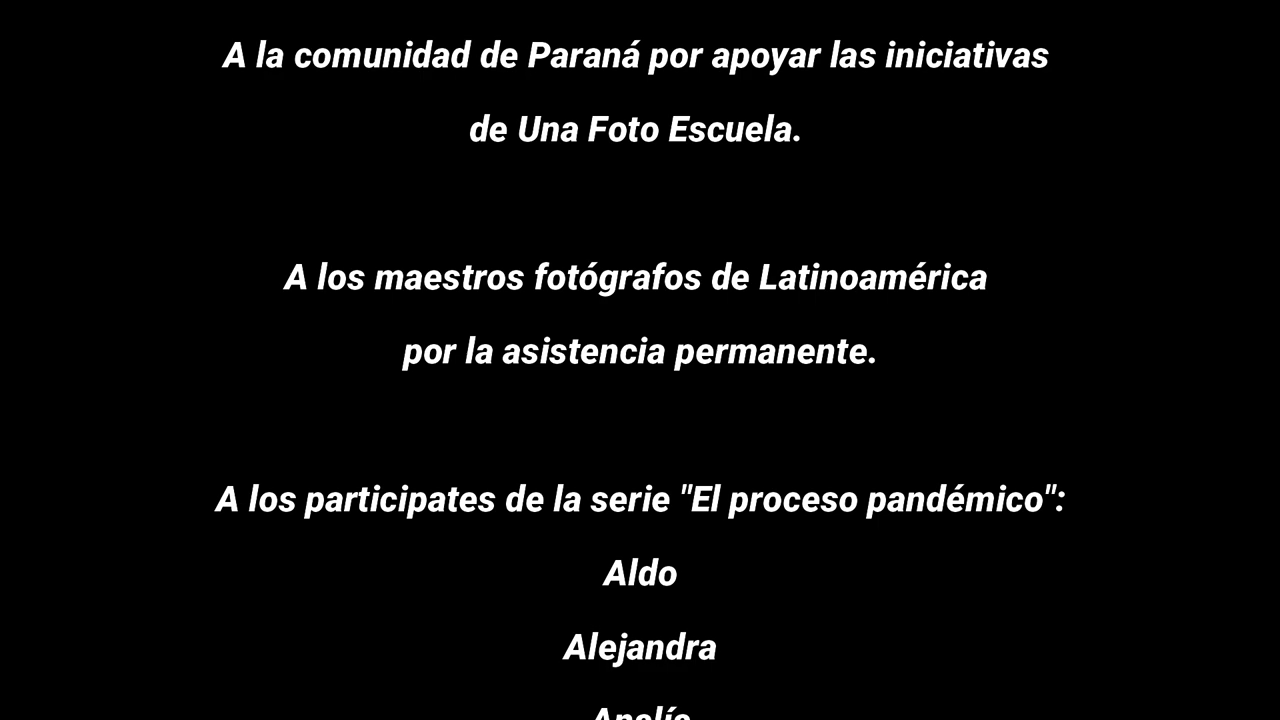 A la comunidad de Paraná por apoyar las iniciativas
de Una Foto Escuela.
A los maestros fotógrafos de Latinoamérica
por la asistencia permanente.
A los participates de la serie "El proceso pandémico":
Aldo
Alejandra